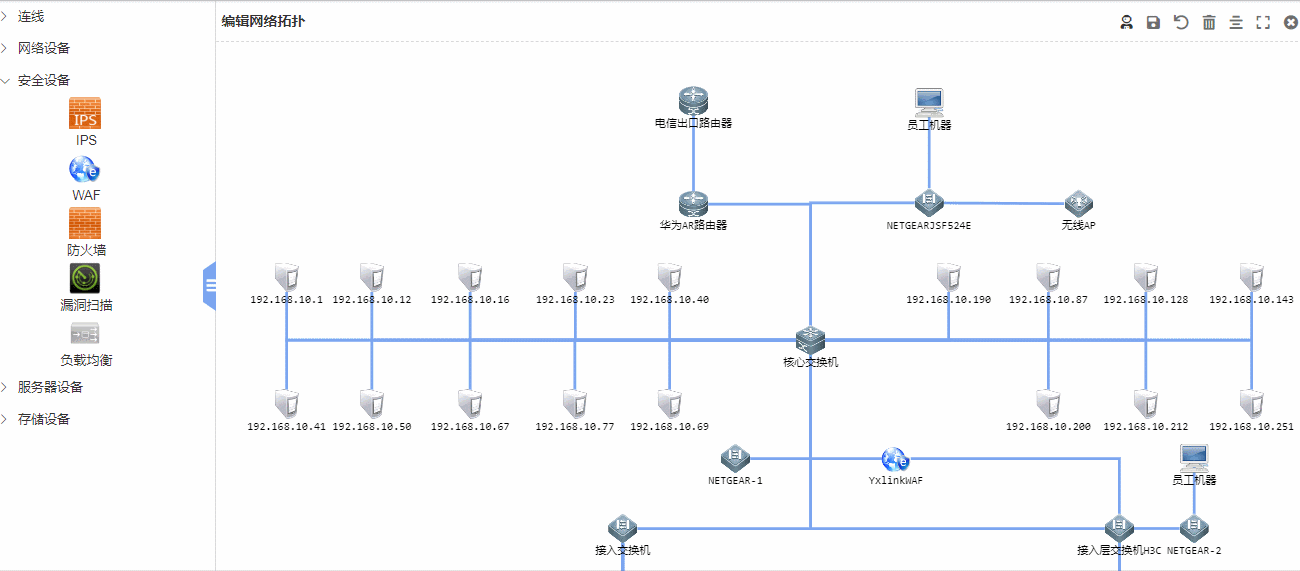 连线
网络设备
安全设备
IPS
IPS
WAF
防火墙
漏洞扫描
负载均衡
服务器设备
存储设备
编辑网络拓扑
电信出口路由器
员工机器
华为AR路由器
NETGEARJSF524E
无线AP
192.168.10.1
192.168.10.12
192.168.10.16
192.168.10.23
192.168.10.40
192.168.10.190
192.168.10.87
192.168.10.128
192.168.10.143
核心交换机
192.168.10.41
192.168.10.50
192.168.10.67
192.168.10.77
192.168.10.69
192.168.10.200
192.168.10.212
192.168.10.251
NETGEAR-1
YxlinkWAF
员工机器
接入交换机
接入层交换机H3C
NETGEAR-2